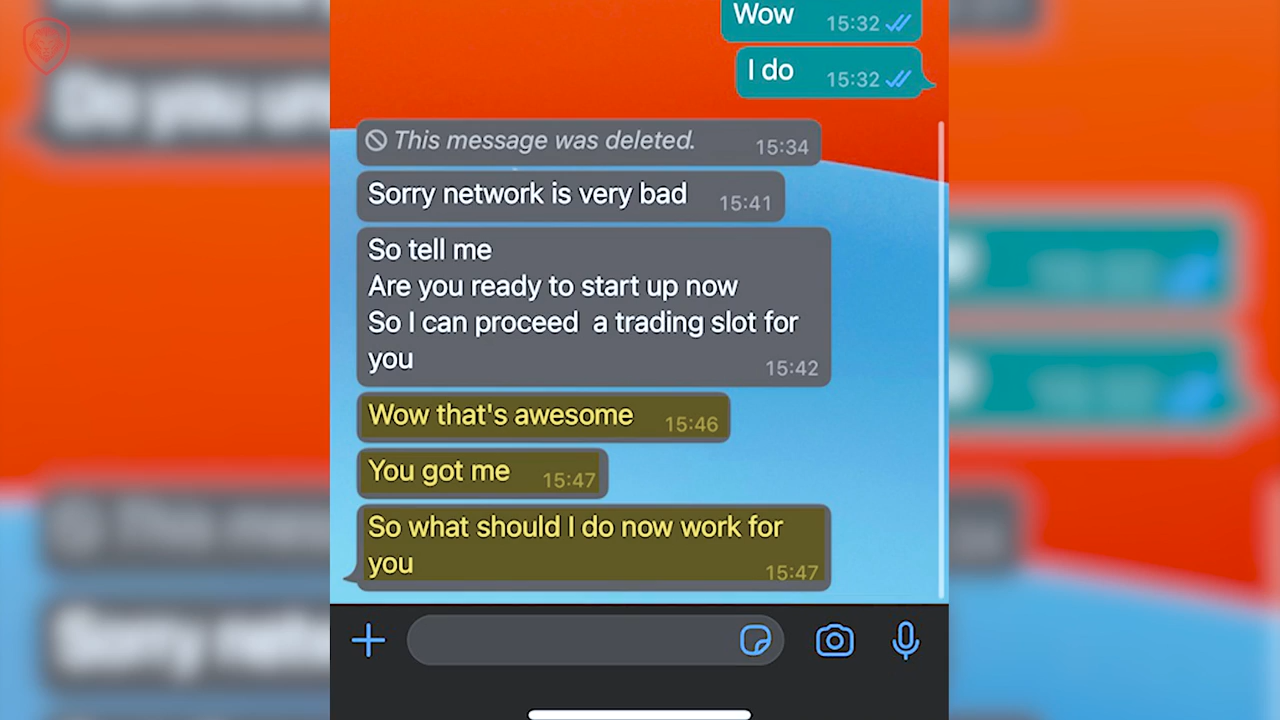 Wow 15:32
I do 15:32
This message was deleted. 15:34
Sorry network is very bad 15:41
So tell me
Are you ready to start up now
So I can proceed  a trading slot for
you 15:42
Wow that's awesome 15:46
You got me 15:47
So what should I do now work for
you 15:47